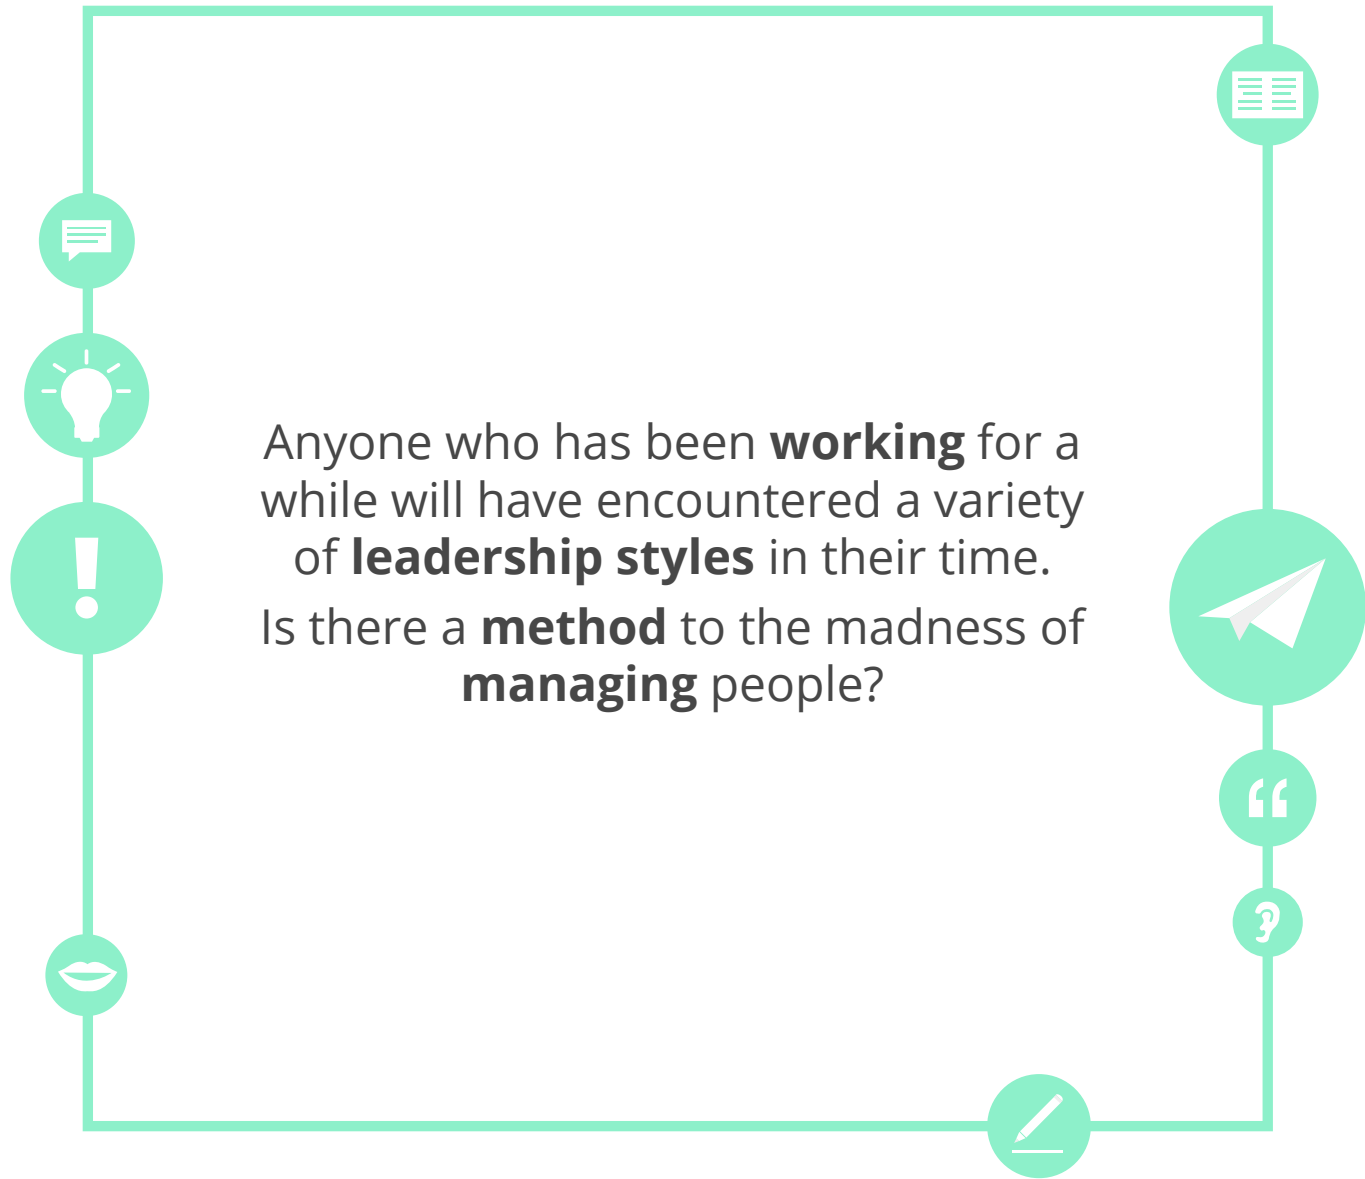 Anyone who has been working for a
while will have encountered a variety
of leadership styles in their time.
Is there a method to the madness of
managing people?